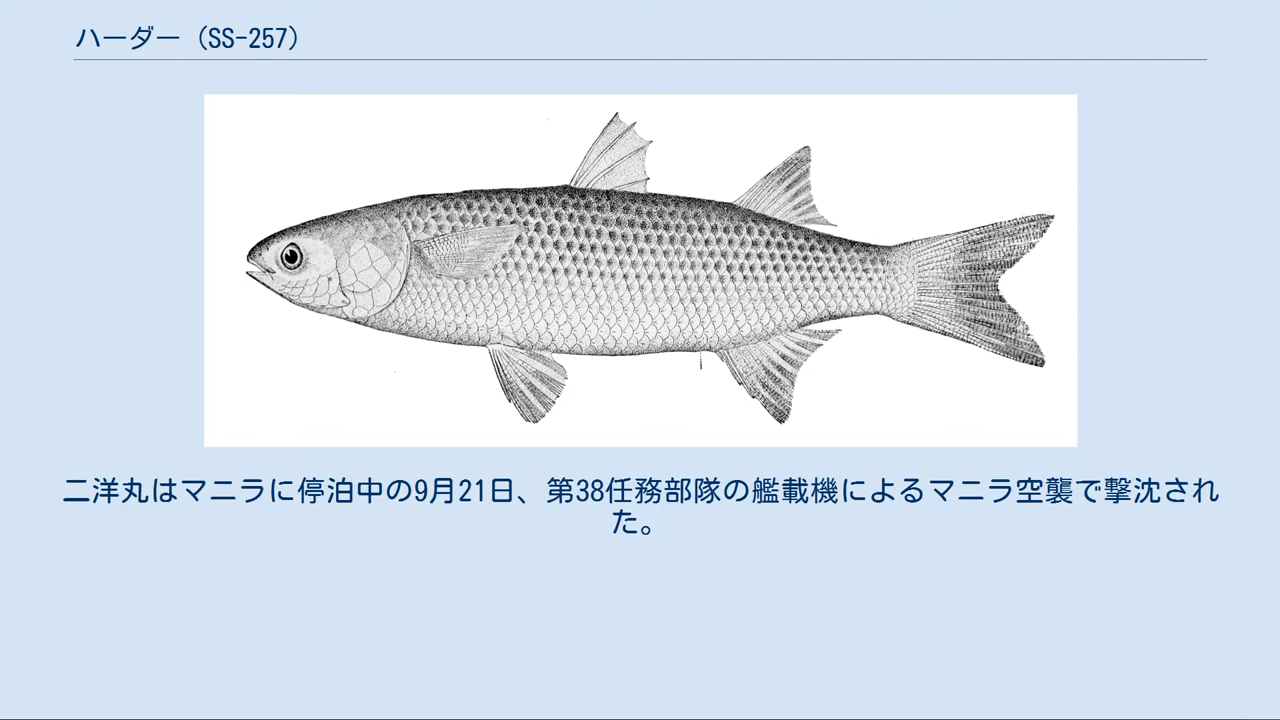 ハーダー（SS-257）
二洋丸はマニラに停泊中の9月21日、第38任務部隊の艦載機によるマニラ空襲で撃沈され
た。